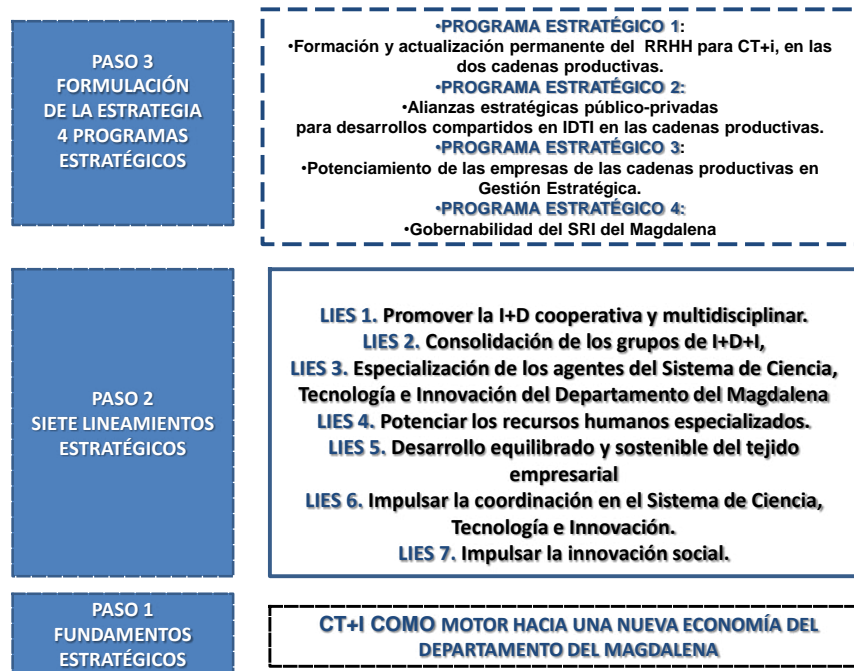 PASO 3
FORMULACIÓN
DE LA ESTRATEGIA
4 PROGRAMAS
ESTRATÉGICOS
•PROGRAMA ESTRATÉGICO 1:
•Formación y actualización permanente del RRHH para CT+i, en las
dos cadenas productivas.
•PROGRAMA ESTRATÉGICO 2:
•Alianzas estratégicas público-privadas
para desarrollos compartidos en IDTI en las cadenas productivas.
•PROGRAMA ESTRATÉGICO 3:
•Potenciamiento de las empresas de las cadenas productivas en
Gestión Estratégica.
•PROGRAMA ESTRATÉGICO 4:
•Gobernabilidad del SRI del Magdalena
PASO 2
SIETE LINEAMIENTOS
ESTRATÉGICOS
LIES 1. Promover la I+D cooperativa y multidisciplinar.
LIES 2. Consolidación de los grupos de I+D+I,
LIES 3. Especialización de los agentes del Sistema de Ciencia,
Tecnología e Innovación del Departamento del Magdalena
LIES 4. Potenciar los recursos humanos especializados.
LIES 5. Desarrollo equilibrado y sostenible del tejido
empresarial
LIES 6. Impulsar la coordinación en el Sistema de Ciencia,
Tecnología e Innovación.
LIES 7. Impulsar la innovación social.
PASO 1
FUNDAMENTOS
ESTRATÉGICOS
CT+I COMO MOTOR HACIA UNA NUEVA ECONOMÍA DEL
DEPARTAMENTO DEL MAGDALENA